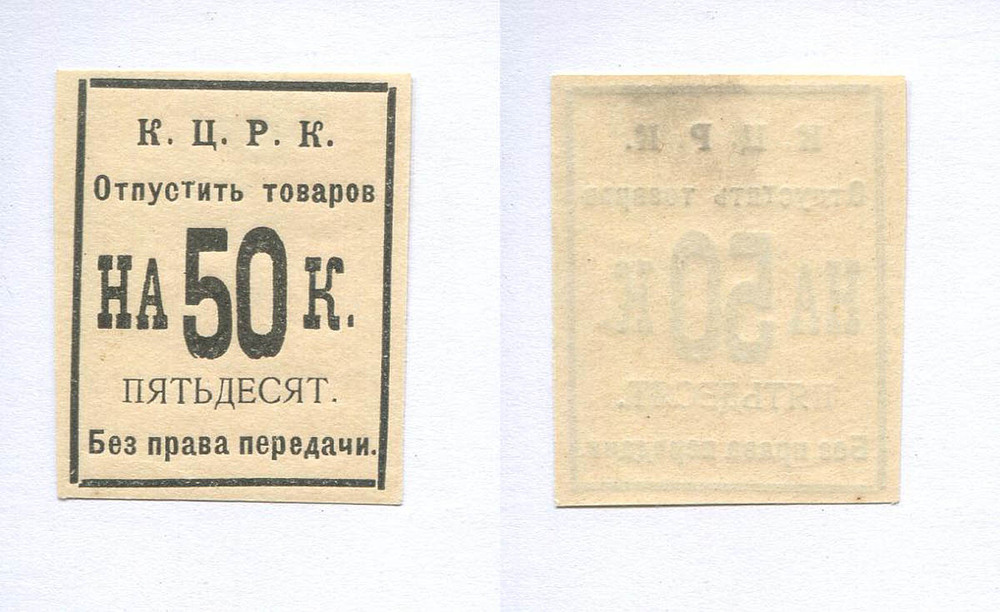 К. Ц. Р. К.
Отпустить товаров
НА 50 К.
ПЯТЬДЕСЯТ.
Без права передачи.